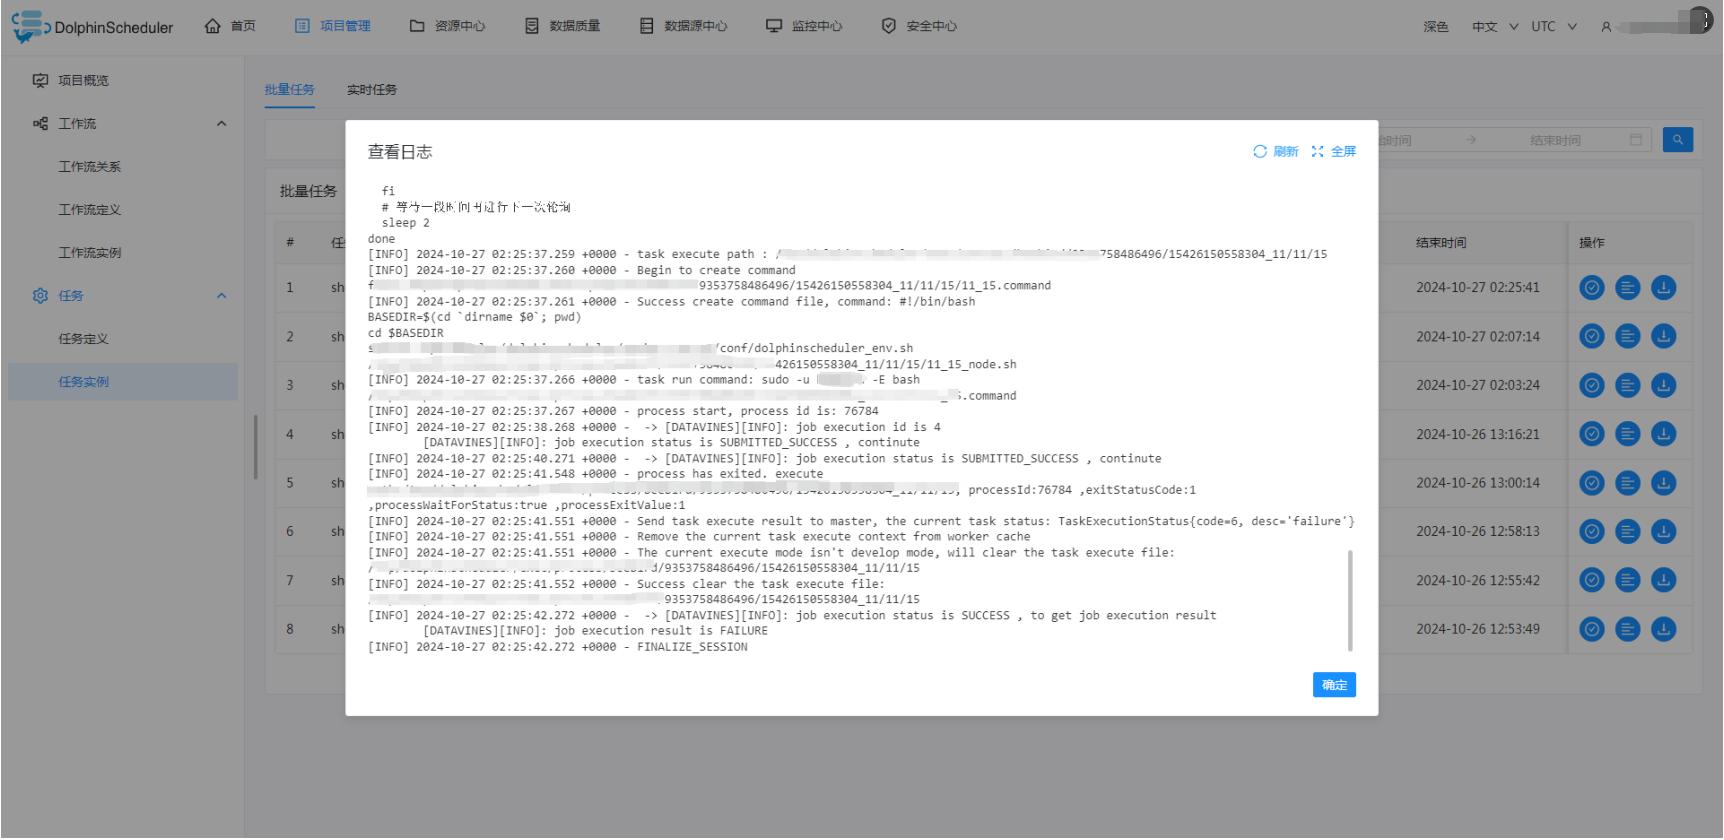 DolphinScheduler 首页 项目管理 资源中心 数据质量 数据源中心 监控中心 安全中心 深色 中文 UTC
项目概览
工作流
工作流关系
工作流定义
工作流实例
任务
任务定义
任务实例
批量任务 实时任务
结束时间
批量任务
# 结束时间 操作
1 sh 2024-10-27 02:25:41
2 sh 2024-10-27 02:07:14
3 sh 2024-10-27 02:03:24
4 sh 2024-10-26 13:16:21
5 sh 2024-10-26 13:00:14
6 sh 2024-10-26 12:58:13
7 sh 2024-10-26 12:55:42
8 sh 2024-10-26 12:53:49
查看日志 刷新 全屏
fi
# 等待一段时间再进行下一次轮询
sleep 2
done
[INFO] 2024-10-27 02:25:37.259 +0000 - task execute path : / 758486496/15426150558304_11/11/15
[INFO] 2024-10-27 02:25:37.260 +0000 - Begin to create command
9353758486496/15426150558304_11/11/15/11_15.command
[INFO] 2024-10-27 02:25:37.261 +0000 - Success create command file, command: #!/bin/bash
BASEDIR=$(cd `dirname $0`; pwd)
cd $BASEDIR
/conf/dolphinscheduler_env.sh
426150558304_11/11/15/11_15_node.sh
[INFO] 2024-10-27 02:25:37.266 +0000 - task run command: sudo -u -E bash
.command
[INFO] 2024-10-27 02:25:37.267 +0000 - process start, process id is: 76784
[INFO] 2024-10-27 02:25:38.268 +0000 -  -> [DATAVINES][INFO]: job execution id is 4
[DATAVINES][INFO]: job execution status is SUBMITTED_SUCCESS , continute
[INFO] 2024-10-27 02:25:40.271 +0000 -  -> [DATAVINES][INFO]: job execution status is SUBMITTED_SUCCESS , continute
[INFO] 2024-10-27 02:25:41.548 +0000 - process has exited. execute
processId:76784 ,exitStatusCode:1
,processWaitForStatus:true ,processExitValue:1
[INFO] 2024-10-27 02:25:41.551 +0000 - Send task execute result to master, the current task status: TaskExecutionStatus{code=6, desc='failure'}
[INFO] 2024-10-27 02:25:41.551 +0000 - Remove the current task execute context from worker cache
[INFO] 2024-10-27 02:25:41.551 +0000 - The current execute mode isn't develop mode, will clear the task execute file:
/9353758486496/15426150558304_11/11/15
[INFO] 2024-10-27 02:25:41.552 +0000 - Success clear the task execute file:
9353758486496/15426150558304_11/11/15
[INFO] 2024-10-27 02:25:42.272 +0000 -  -> [DATAVINES][INFO]: job execution status is SUCCESS , to get job execution result
[DATAVINES][INFO]: job execution result is FAILURE
[INFO] 2024-10-27 02:25:42.272 +0000 - FINALIZE_SESSION
确定